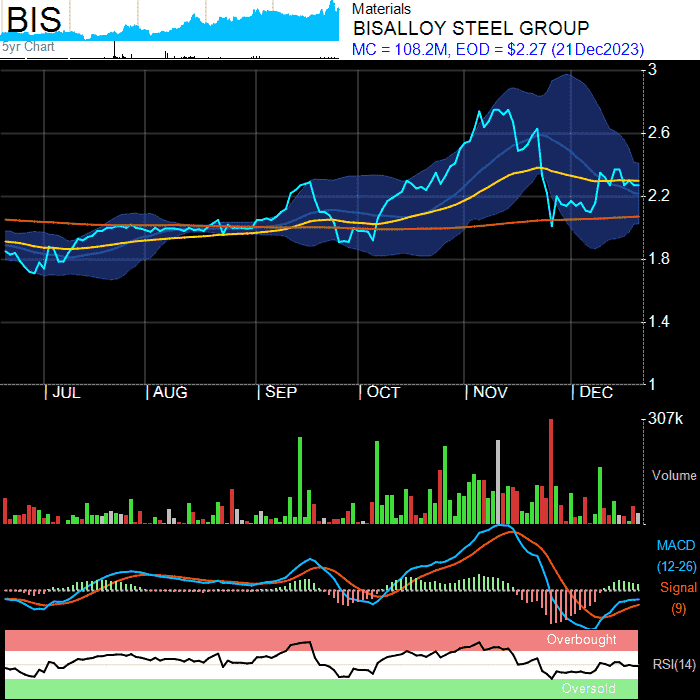 BIS
5yr Chart
Materials
BISALLOY STEEL GROUP
MC = 108.2M, EOD = $2.27 (21Dec2023)
3
2.6
2.2
1.8
1.4
1
JUL
AUG
SEP
OCT
NOV
DEC
307k
Volume
MACD
(12-26)
Signal
(9)
Overbought
RSI(14)
Oversold